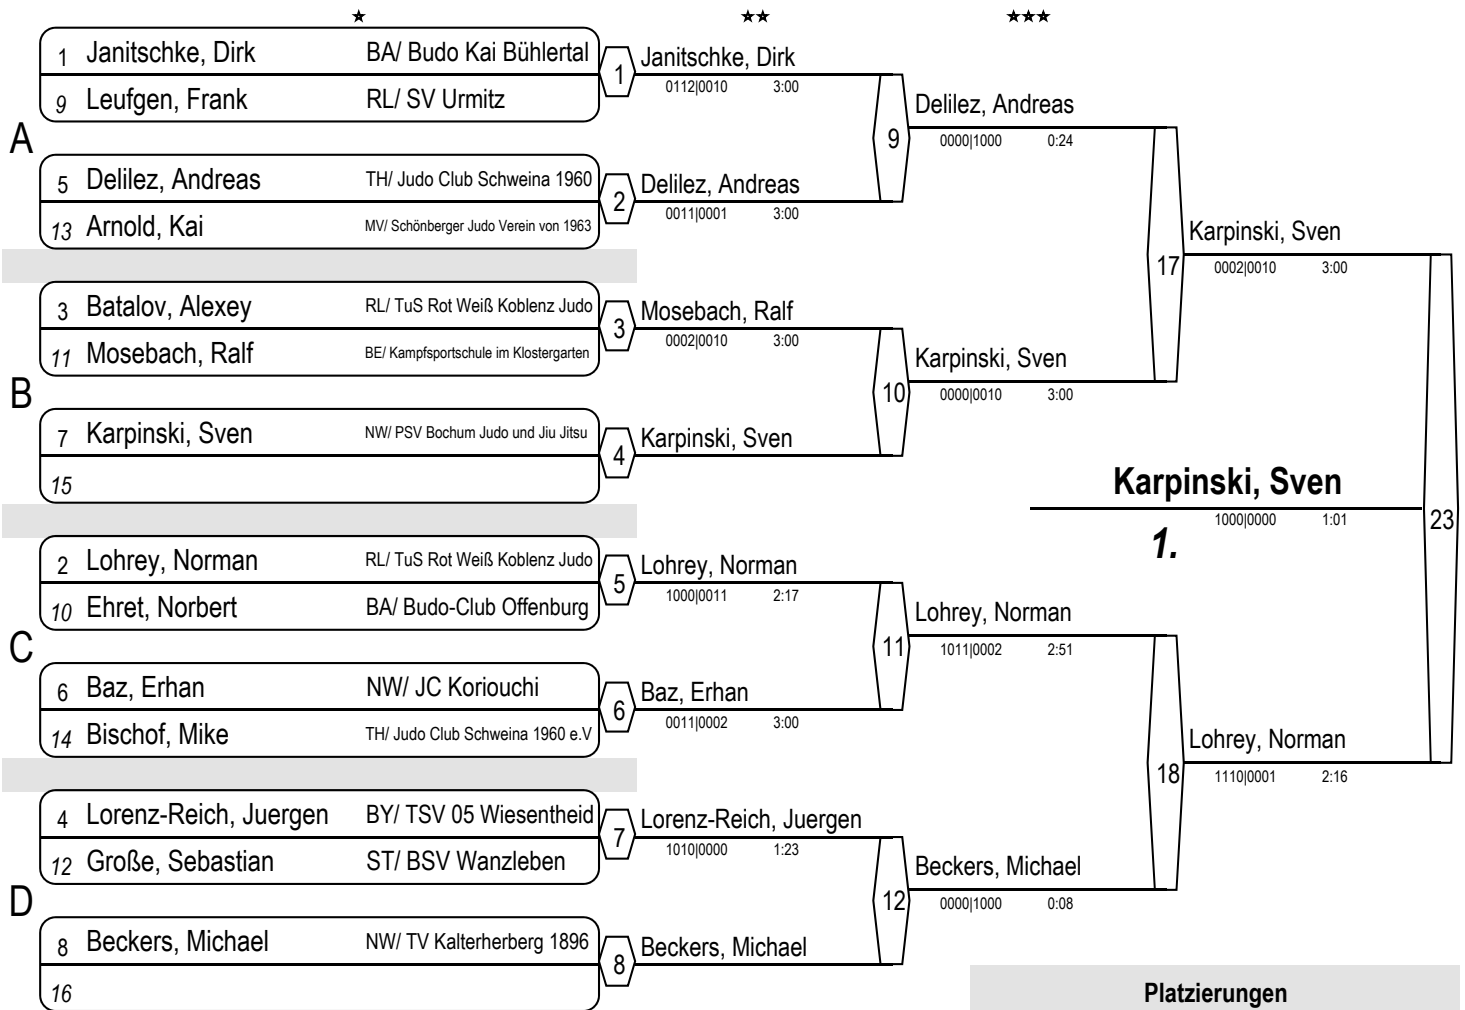 1 Janitschke, Dirk BA/ Budo Kai Bühlertal
9 Leufgen, Frank RL/ SV Urmitz
A
5 Delilez, Andreas TH/ Judo Club Schweina 1960
13 Arnold, Kai MV/ Schönberger Judo Verein von 1963
3 Batalov, Alexey RL/ TuS Rot Weiß Koblenz Judo
11 Mosebach, Ralf BE/ Kampfsportschule im Klostergarten
B
7 Karpinski, Sven NW/ PSV Bochum Judo und Jiu Jitsu
15
2 Lohrey, Norman RL/ TuS Rot Weiß Koblenz Judo
10 Ehret, Norbert BA/ Budo-Club Offenburg
C
6 Baz, Erhan NW/ JC Koriouchi
14 Bischof, Mike TH/ Judo Club Schweina 1960 e.V
4 Lorenz-Reich, Juergen BY/ TSV 05 Wiesentheid
12 Große, Sebastian ST/ BSV Wanzleben
D
8 Beckers, Michael NW/ TV Kalterherberg 1896
16
1 Janitschke, Dirk
0112|0010 3:00
2 Delilez, Andreas
0011|0001 3:00
3 Mosebach, Ralf
0002|0010 3:00
4 Karpinski, Sven
5 Lohrey, Norman
1000|0011 2:17
6 Baz, Erhan
0011|0002 3:00
7 Lorenz-Reich, Juergen
1010|0000 1:23
8 Beckers, Michael
9 Delilez, Andreas
0000|1000 0:24
10 Karpinski, Sven
0000|0010 3:00
11 Lohrey, Norman
1011|0002 2:51
12 Beckers, Michael
0000|1000 0:08
17 Karpinski, Sven
0002|0010 3:00
18 Lohrey, Norman
1110|0001 2:16
23 Karpinski, Sven
1000|0000 1:01
1.
Platzierungen